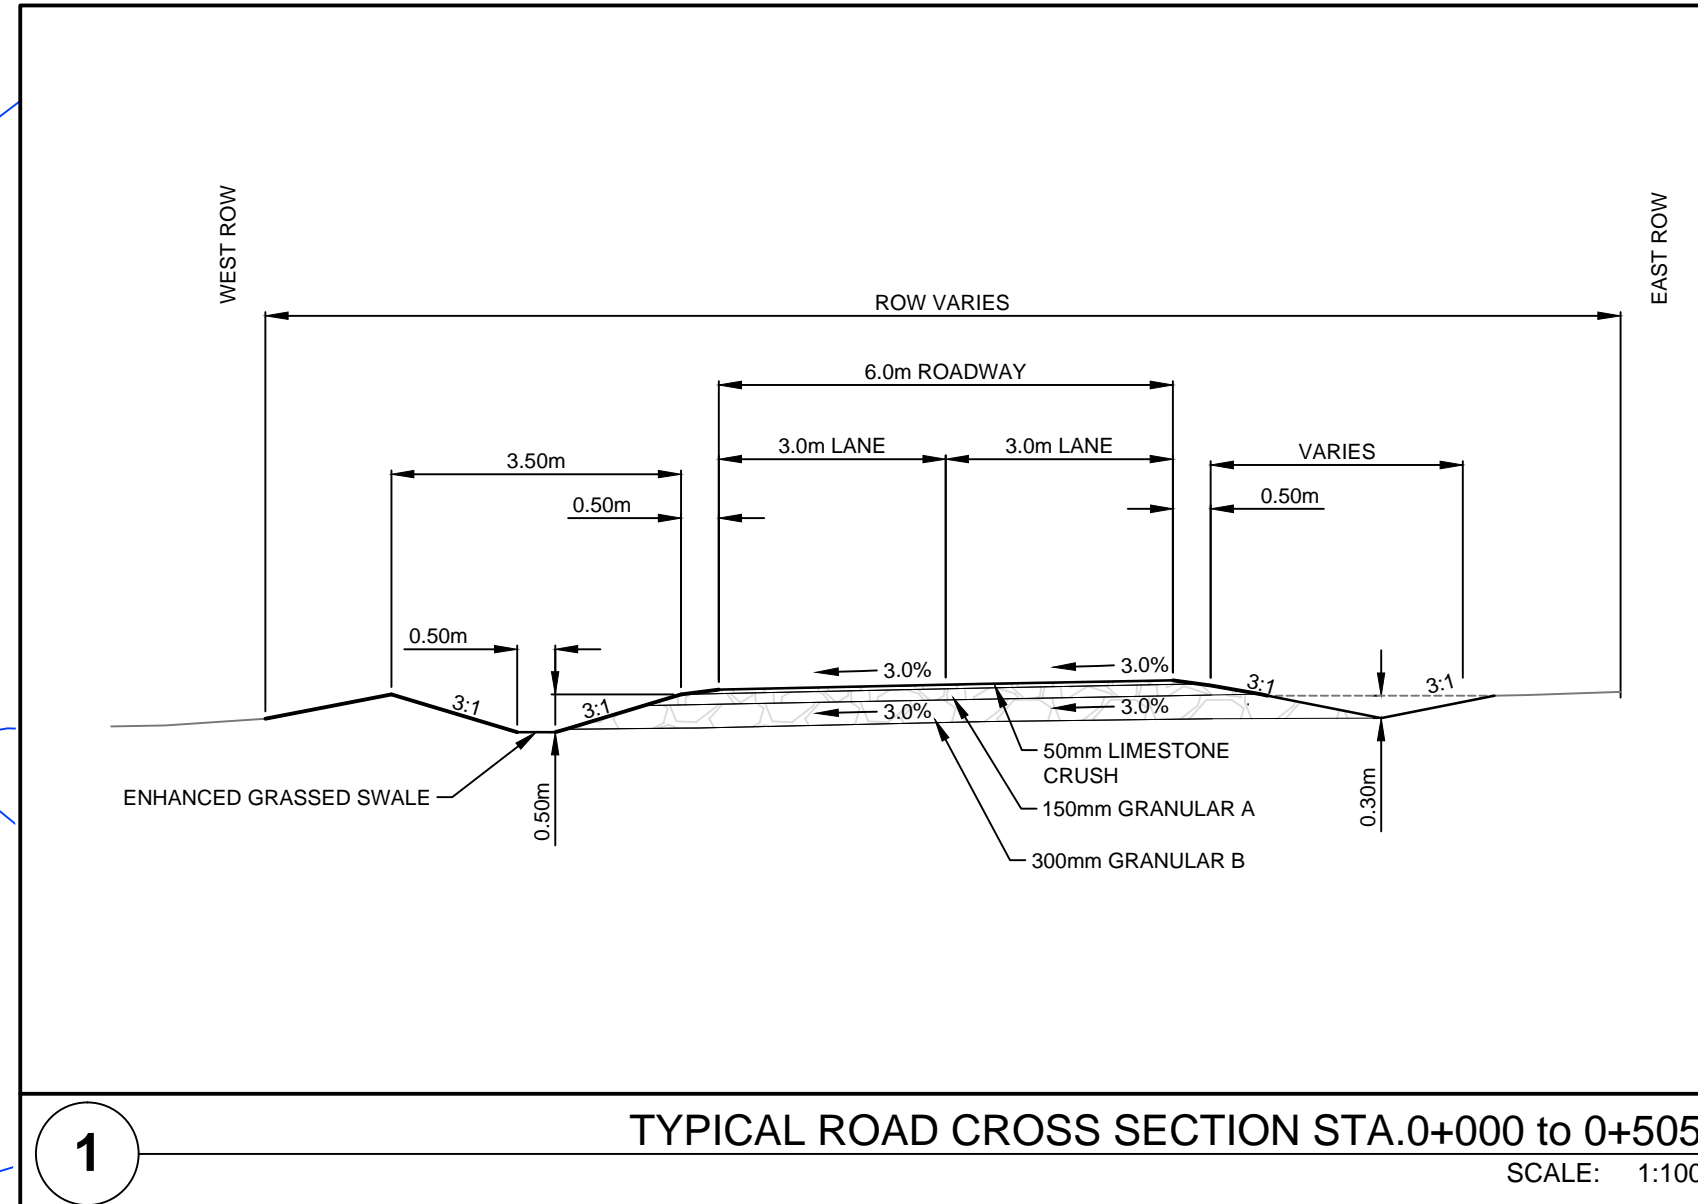 WEST ROW
EAST ROW
ROW VARIES
6.0m ROADWAY
3.0m LANE
3.0m LANE
VARIES
3.50m
0.50m
0.50m
0.50m
3.0%
3.0%
3:1
3:1
3:1
3:1
3.0%
3.0%
50mm LIMESTONE
CRUSH
ENHANCED GRASSED SWALE
0.50m
0.30m
150mm GRANULAR A
300mm GRANULAR B
1
TYPICAL ROAD CROSS SECTION STA.0+000 to 0+505
SCALE: 1:100